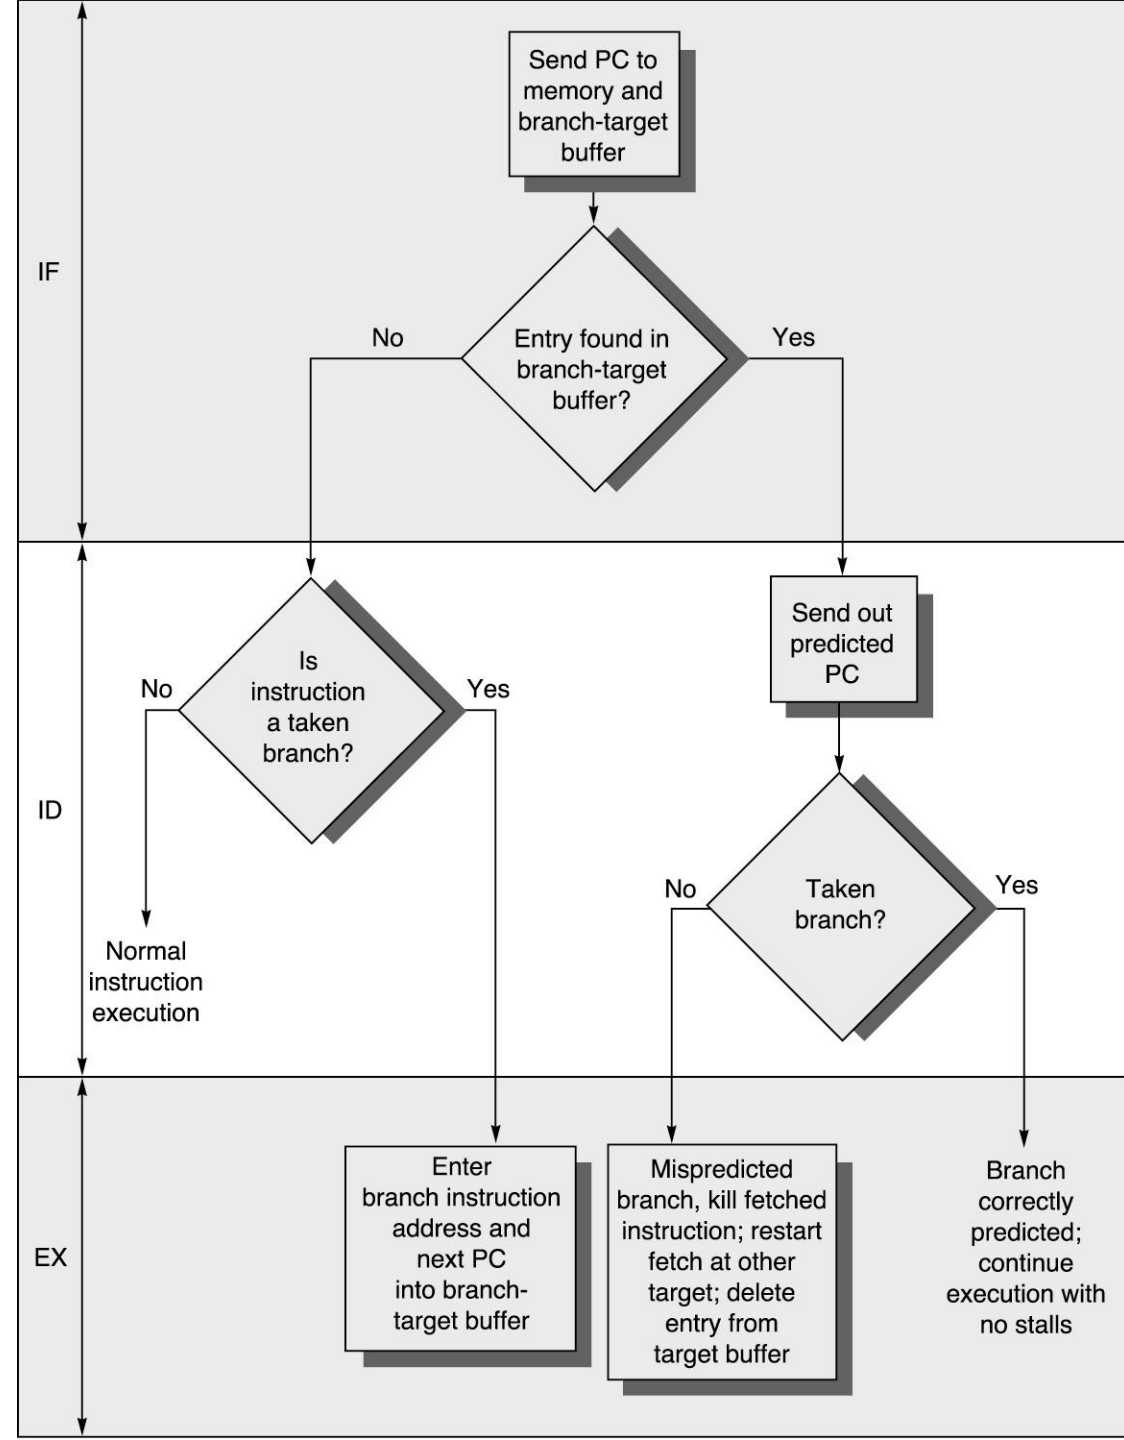 Send PC to
memory and
branch-target
buffer
IF
No
Entry found in
branch-target
buffer?
Yes
Is
instruction
a taken
branch?
No
Yes
Send out
predicted
PC
ID
No
Taken
branch?
Yes
Normal
instruction
execution
EX
Enter
branch instruction
address and
next PC
into branch-
target buffer
Mispredicted
branch, kill fetched
instruction; restart
fetch at other
target; delete
entry from
target buffer
Branch
correctly
predicted;
continue
execution with
no stalls